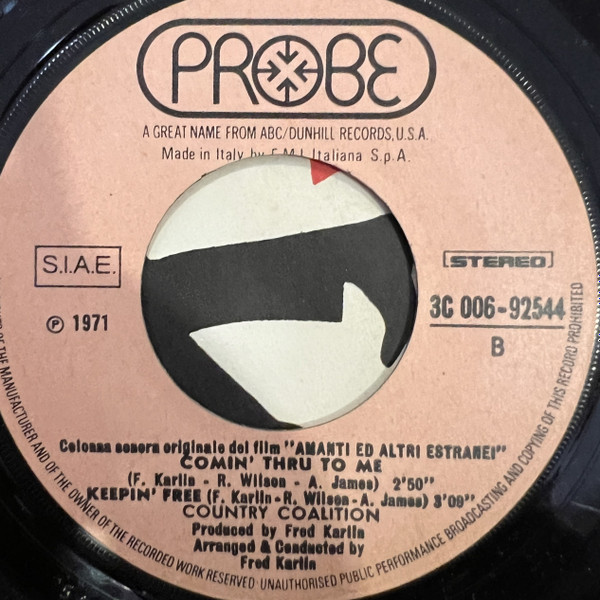 PROBE
A GREAT NAME FROM ABC/DUNHILL RECORDS, U.S.A.
Made in Italy by E.M.I. Italiana S.p.A.
S.I.A.E.
STEREO
℗ 1971
3C 006-92544
B
Colonna sonora originale del film "AMANTI ED ALTRI ESTRANEI"
COMIN' THRU TO ME
(F. Karlin - R. Wilson - A. James) 2'50"
KEEPIN' FREE (F. Karlin - R. Wilson - A. James) 3'09"
COUNTRY COALITION
Produced by Fred Karlin
Arranged & Conducted by
Fred Karlin
OF THE MANUFACTURER AND OF THE OWNER OF THE RECORDED WORK RESERVED · UNAUTHORISED PUBLIC PERFORMANCE BROADCASTING AND COPYING OF THIS RECORD PROHIBITED